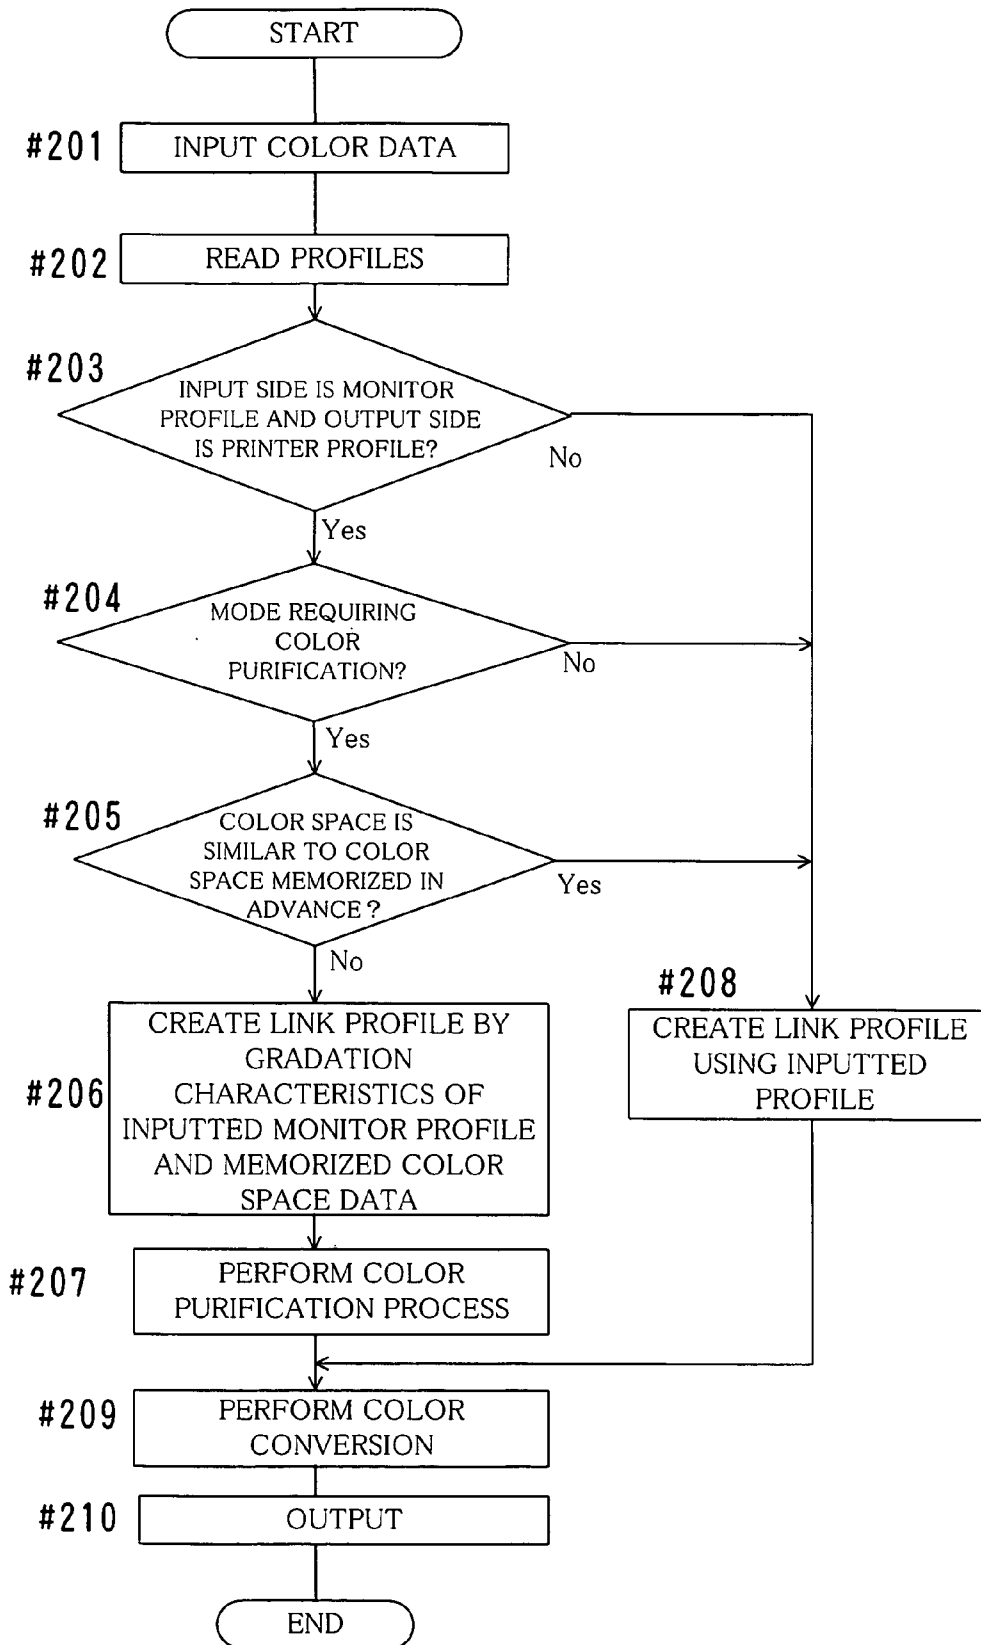 START
#201
INPUT COLOR DATA
#202
READ PROFILES
#203
INPUT SIDE IS MONITOR
PROFILE AND OUTPUT SIDE
IS PRINTER PROFILE?
No
Yes
#204
MODE REQUIRING
COLOR
PURIFICATION?
No
Yes
#205
COLOR SPACE IS
SIMILAR TO COLOR
SPACE MEMORIZED IN
ADVANCE?
Yes
No
#206
CREATE LINK PROFILE BY
GRADATION
CHARACTERISTICS OF
INPUTTED MONITOR PROFILE
AND MEMORIZED COLOR
SPACE DATA
#208
CREATE LINK PROFILE
USING INPUTTED
PROFILE
#207
PERFORM COLOR
PURIFICATION PROCESS
#209
PERFORM COLOR
CONVERSION
#210
OUTPUT
END